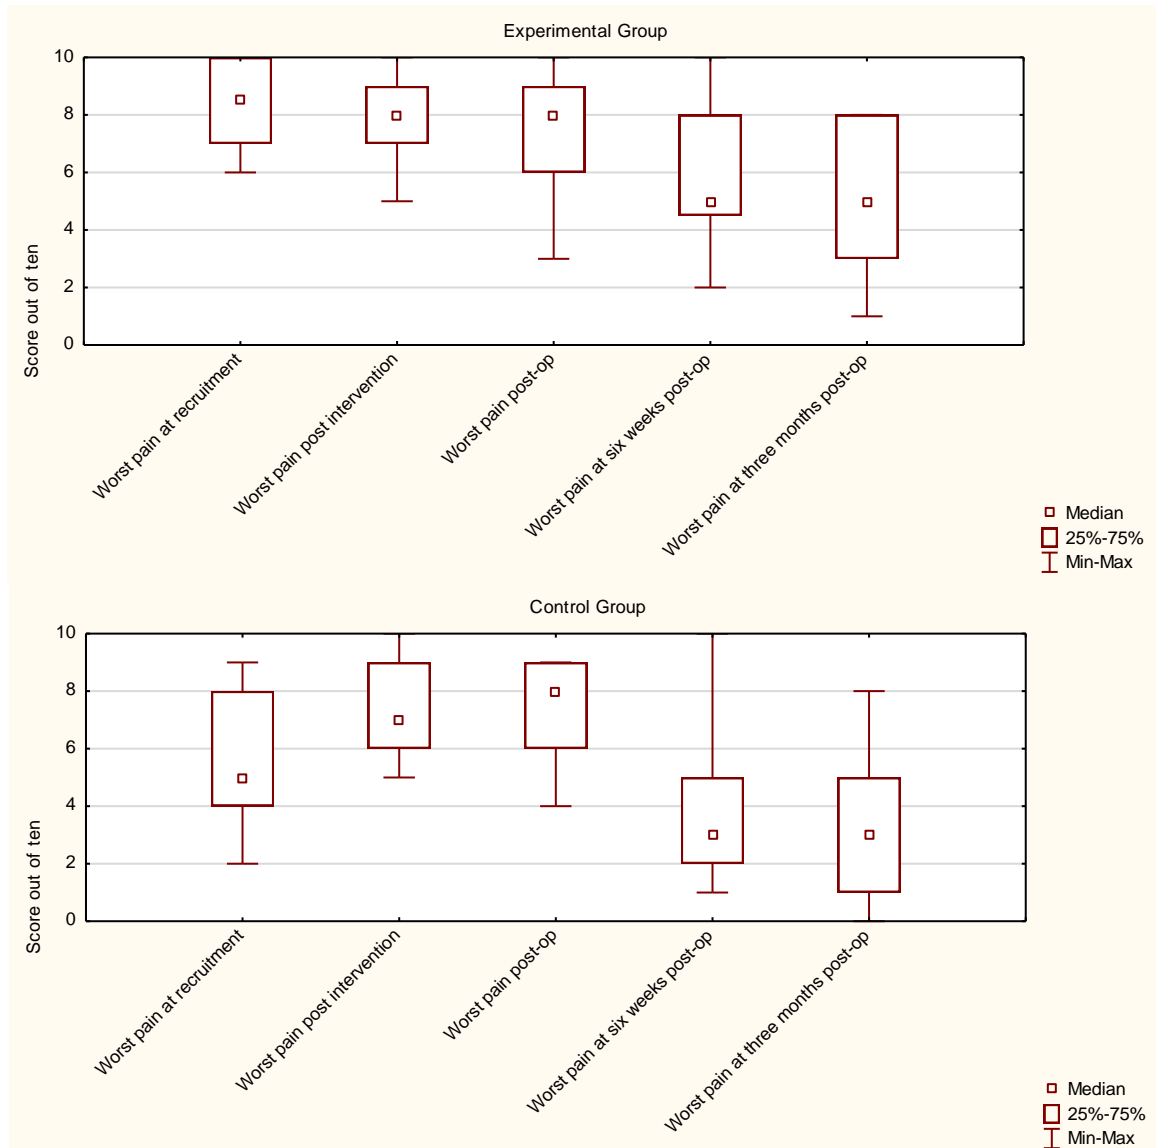 Experimental Group
10
8
6
4
2
0
Score out of ten
Worst pain at recruitment
Worst pain post intervention
Worst pain post-op
Worst pain at six weeks post-op
Worst pain at three months post-op
Median
25%-75%
Min-Max
Control Group
10
8
6
4
2
0
Score out of ten
Worst pain at recruitment
Worst pain post intervention
Worst pain post-op
Worst pain at six weeks post-op
Worst pain at three months post-op
Median
25%-75%
Min-Max